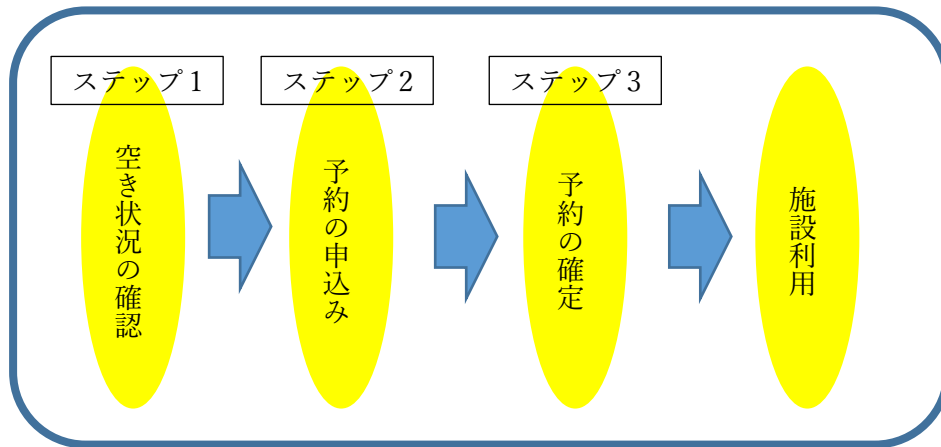 ステップ１
空き状況の確認
ステップ２
予約の申込み
ステップ３
予約の確定
施設利用